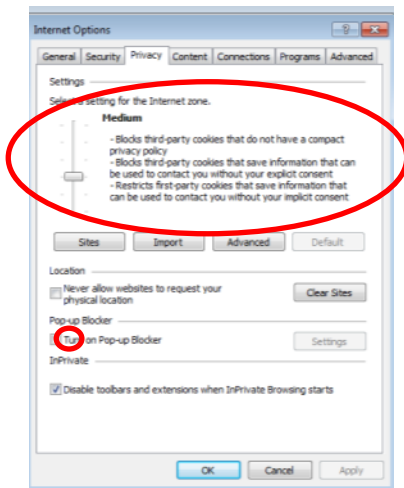 Internet Options
General Security Privacy Content Connections Programs Advanced
Settings
Select a setting for the Internet zone.
Medium
- Blocks third-party cookies that do not have a compact
privacy policy
- Blocks third-party cookies that save information that can
be used to contact you without your explicit consent
- Restricts first-party cookies that save information that
can be used to contact you without your implicit consent
Sites Import Advanced Default
Location
Never allow websites to request your
physical location
Clear Sites
Pop-up Blocker
Turn on Pop-up Blocker
Settings
InPrivate
Disable toolbars and extensions when InPrivate Browsing starts
OK Cancel Apply